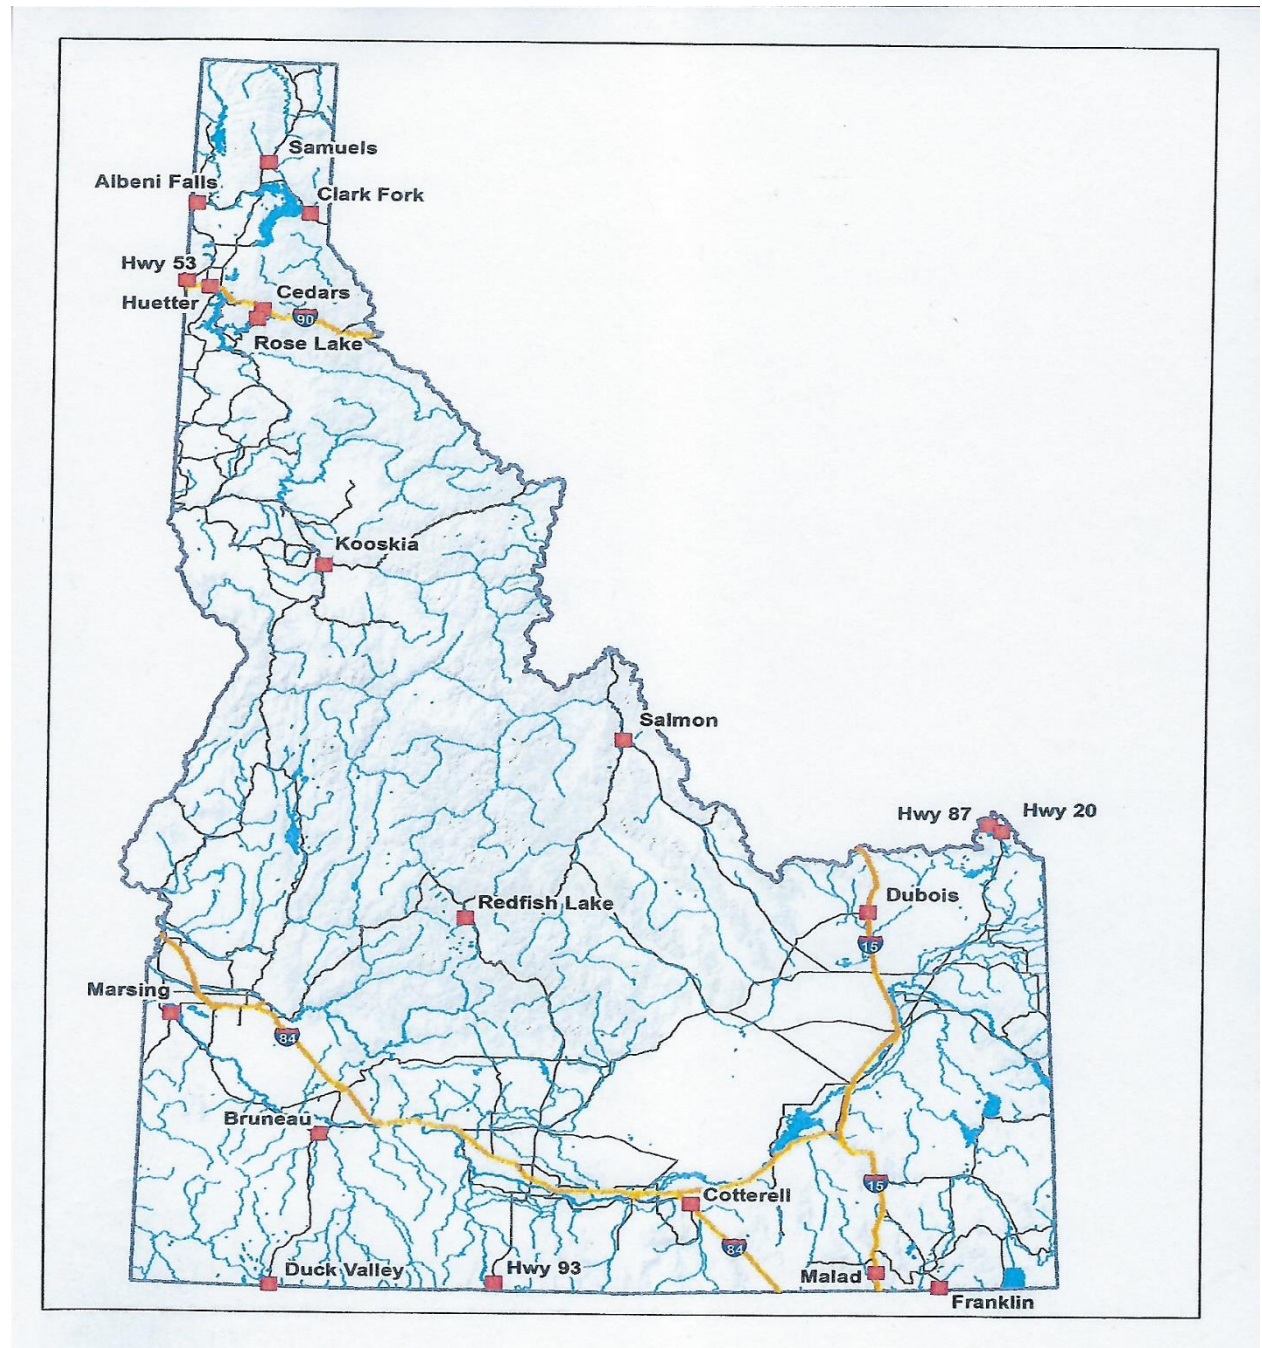 Samuels
Albeni Falls
Clark Fork
Hwy 53
Huetter
Cedars
90
Rose Lake
Kooskia
Salmon
Hwy 87
Hwy 20
Dubois
Redfish Lake
15
Marsing
84
Bruneau
15
Cotterell
84
Duck Valley
Hwy 93
Malad
Franklin